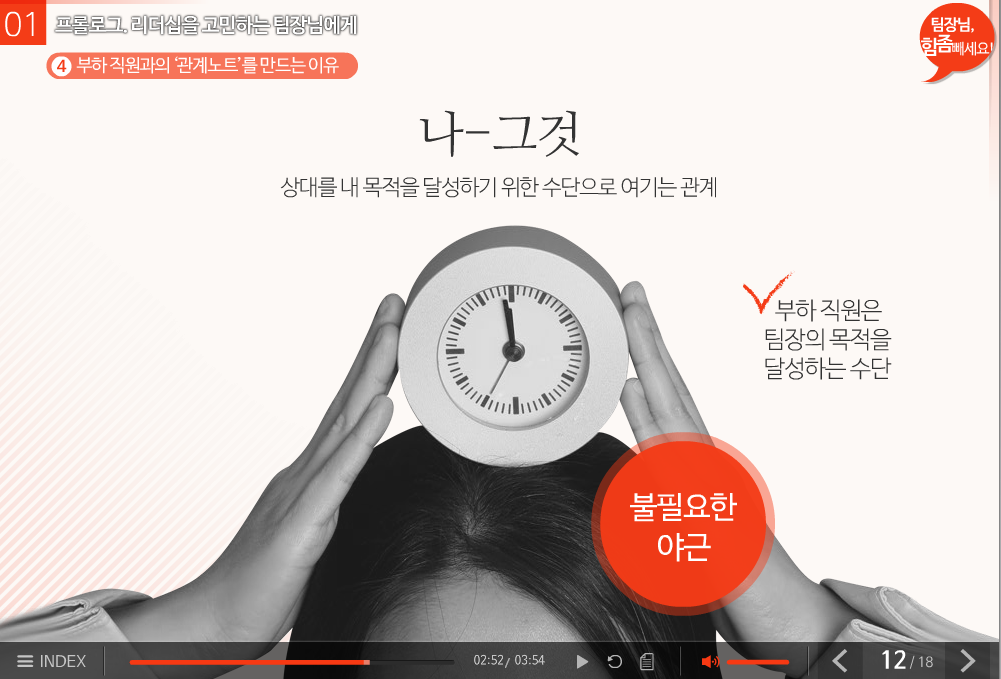 01
프롤로그. 리더십을 고민하는 팀장님에게
팀장님,
힘좀빼세요!
4 부하 직원과의 ‘관계노트’를 만드는 이유
나-그것
상대를 내 목적을 달성하기 위한 수단으로 여기는 관계
부하 직원은
팀장의 목적을
달성하는 수단
불필요한
야근
INDEX
02:52/ 03:54
12 / 18